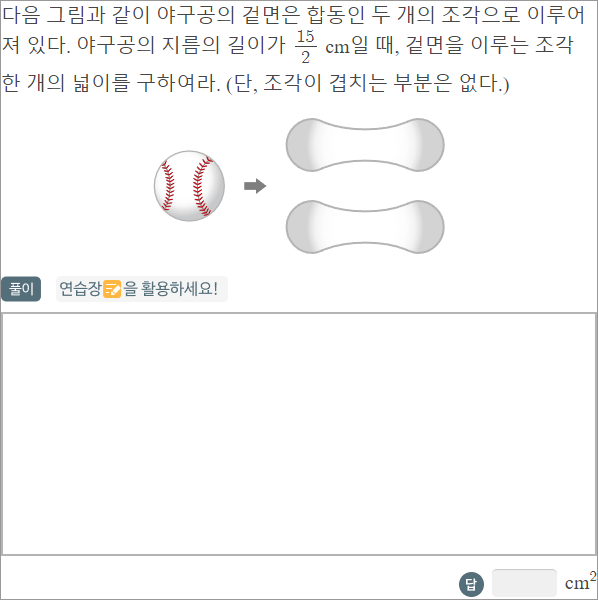 다음 그림과 같이 야구공의 겉면은 합동인 두 개의 조각으로 이루어
져 있다. 야구공의 지름의 길이가 15/2 cm일 때, 겉면을 이루는 조각
한 개의 넓이를 구하여라. (단, 조각이 겹치는 부분은 없다.)
풀이 연습장을 활용하세요!
답 cm²